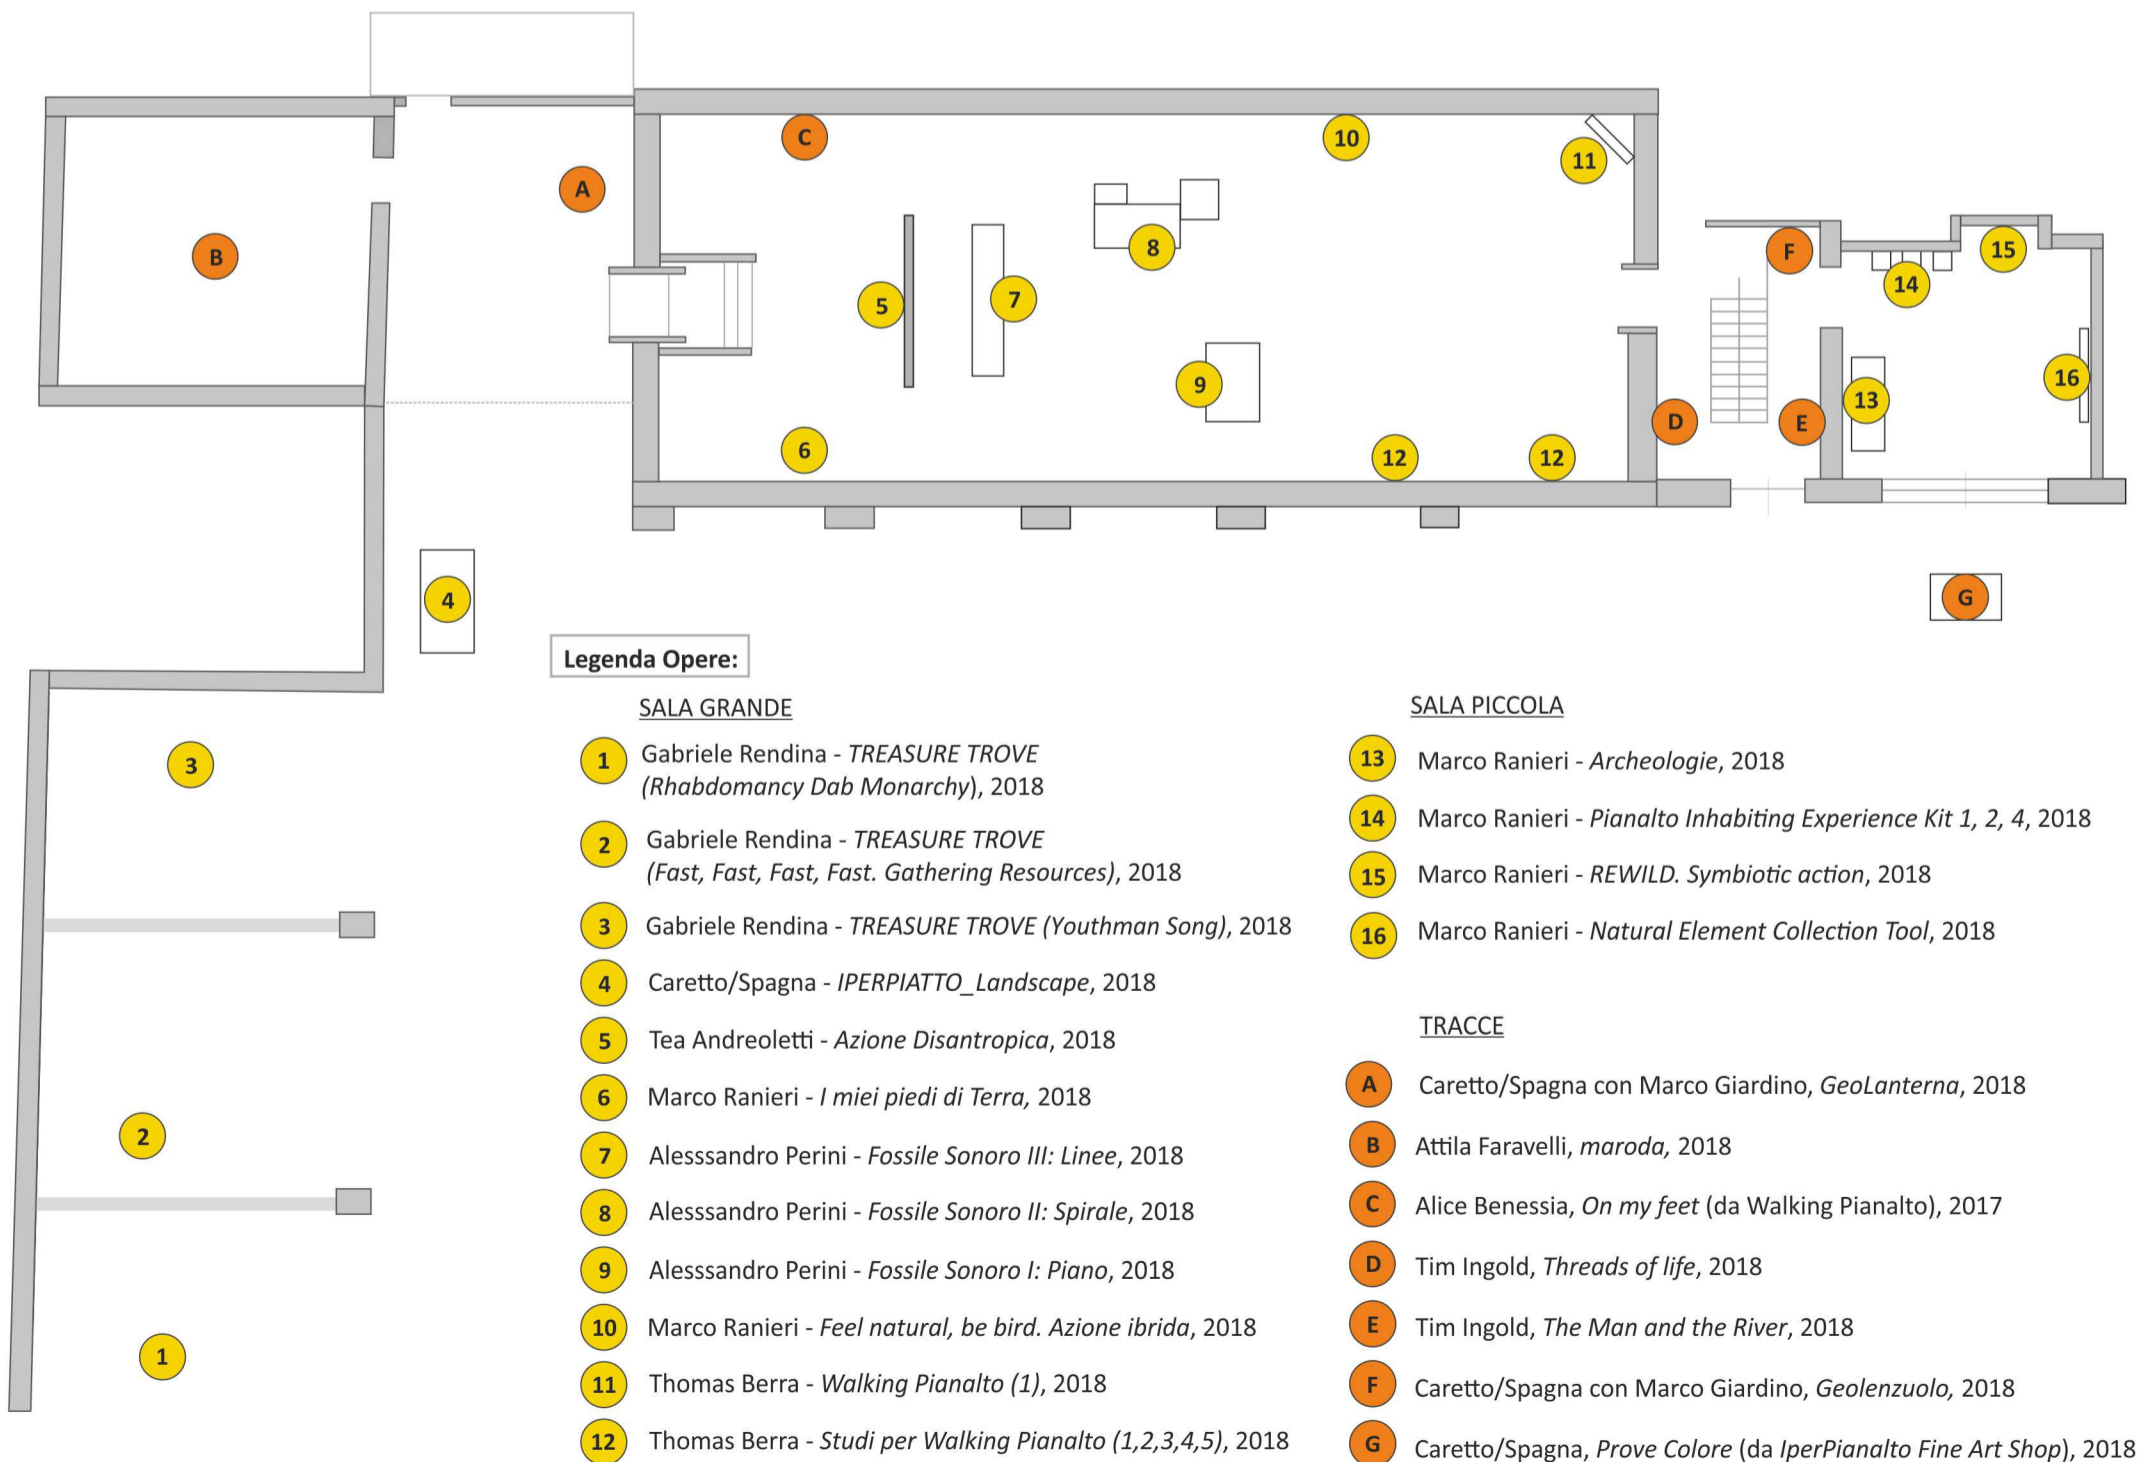 C
10
11
A
B
F
15
8
14
5
7
16
9
13
6
12
12
D
E
4
G
3
2
1
Legenda Opere:
SALA GRANDE
1 Gabriele Rendina - TREASURE TROVE
(Rhabdomancy Dab Monarchy), 2018
2 Gabriele Rendina - TREASURE TROVE
(Fast, Fast, Fast, Fast. Gathering Resources), 2018
3 Gabriele Rendina - TREASURE TROVE (Youthman Song), 2018
4 Caretto/Spagna - IPERPIATTO_Landscape, 2018
5 Tea Andreoletti - Azione Disantropica, 2018
6 Marco Ranieri - I miei piedi di Terra, 2018
7 Alesssandro Perini - Fossile Sonoro III: Linee, 2018
8 Alesssandro Perini - Fossile Sonoro II: Spirale, 2018
9 Alesssandro Perini - Fossile Sonoro I: Piano, 2018
10 Marco Ranieri - Feel natural, be bird. Azione ibrida, 2018
11 Thomas Berra - Walking Pianalto (1), 2018
12 Thomas Berra - Studi per Walking Pianalto (1,2,3,4,5), 2018
SALA PICCOLA
13 Marco Ranieri - Archeologie, 2018
14 Marco Ranieri - Pianalto Inhabiting Experience Kit 1, 2, 4, 2018
15 Marco Ranieri - REWILD. Symbiotic action, 2018
16 Marco Ranieri - Natural Element Collection Tool, 2018
TRACCE
A Caretto/Spagna con Marco Giardino, GeoLanterna, 2018
B Attila Faravelli, maroda, 2018
C Alice Benessia, On my feet (da Walking Pianalto), 2017
D Tim Ingold, Threads of life, 2018
E Tim Ingold, The Man and the River, 2018
F Caretto/Spagna con Marco Giardino, Geolenzuolo, 2018
G Caretto/Spagna, Prove Colore (da IperPianalto Fine Art Shop), 2018